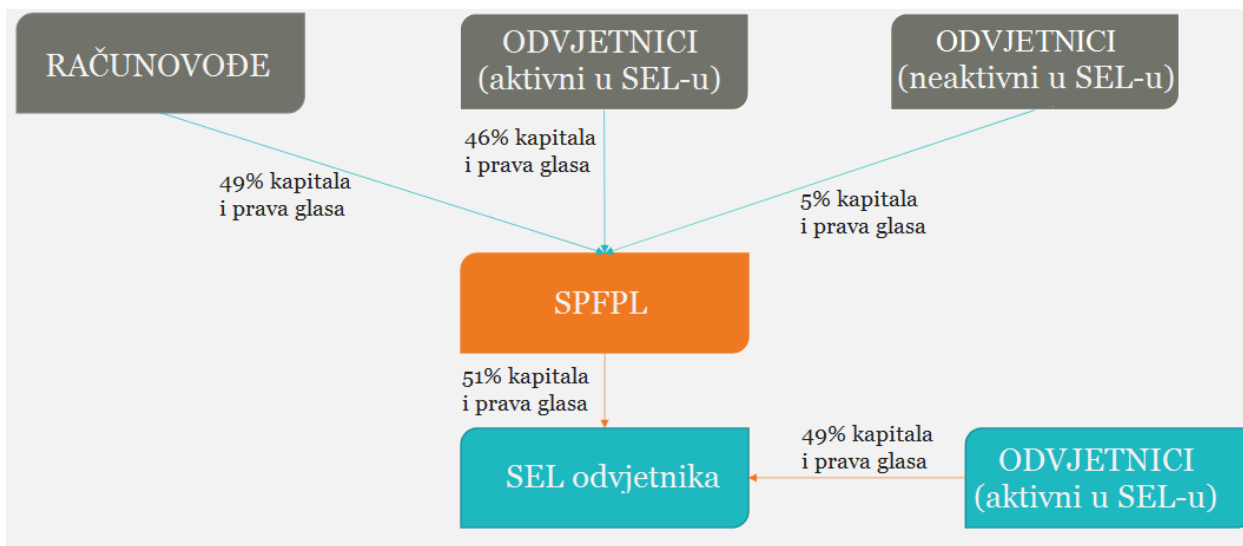 RAČUNOVOĐE
ODVJETNICI
(aktivni u SEL-u)
ODVJETNICI
(neaktivni u SEL-u)
49% kapitala
i prava glasa
46% kapitala
i prava glasa
5% kapitala
i prava glasa
SPFPL
51% kapitala
i prava glasa
SEL odvjetnika
49% kapitala
i prava glasa
ODVJETNICI
(aktivni u SEL-u)